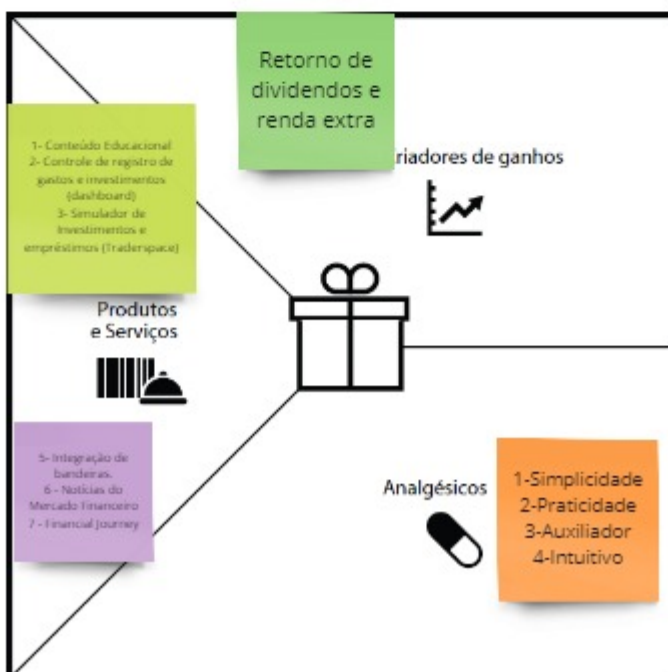 Retorno de
dividendos e
renda extra
1- Conteúdo Educacional
2- Controle de registro de
gastos e investimentos
(dashboard)
3- Simulador de
Investimentos e
empréstimos (Traderspace)
riadores de ganhos
Produtos
e Serviços
5- Integração de
bandeiras.
6 - Notícias do
Mercado Financeiro
7 - Financial Journey
Analgésicos
1-Simplicidade
2-Praticidade
3-Auxiliador
4-Intuitivo